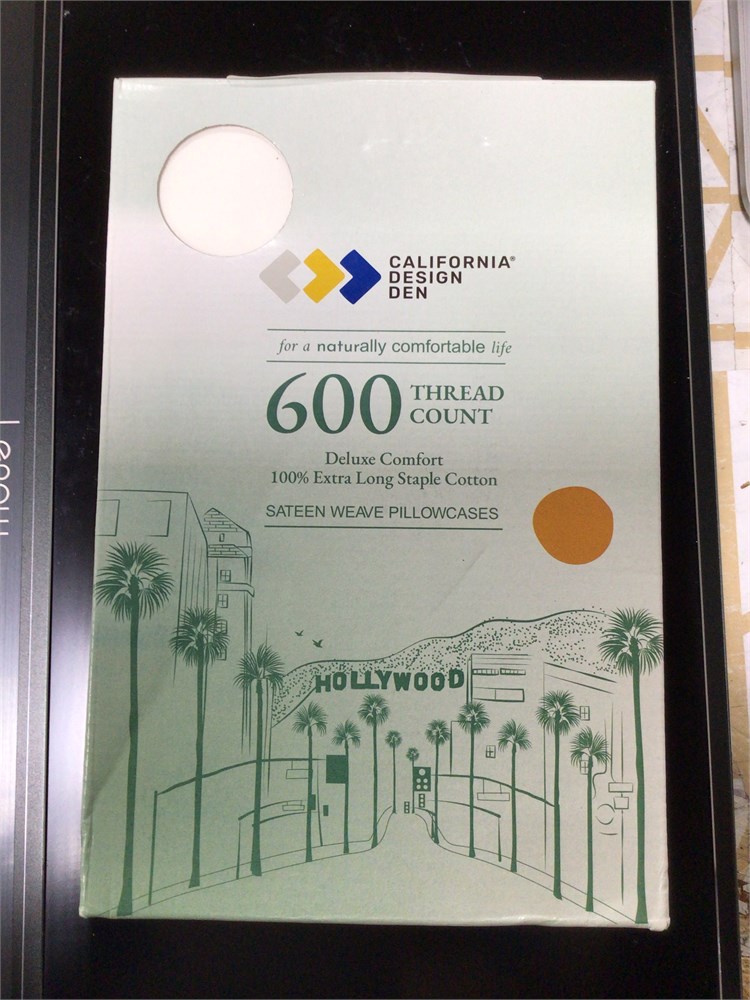 CALIFORNIA®
DESIGN
DEN
for a naturally comfortable life
600 THREAD
COUNT
Deluxe Comfort
100% Extra Long Staple Cotton
SATEEN WEAVE PILLOWCASES
HOLLYWOOD